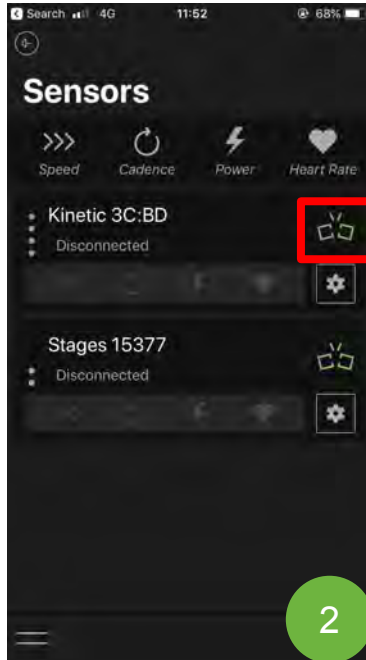 Search 4G 11:52 68%
Sensors
Speed Cadence Power Heart Rate
Kinetic 3C:BD
Disconnected
Stages 15377
Disconnected
2